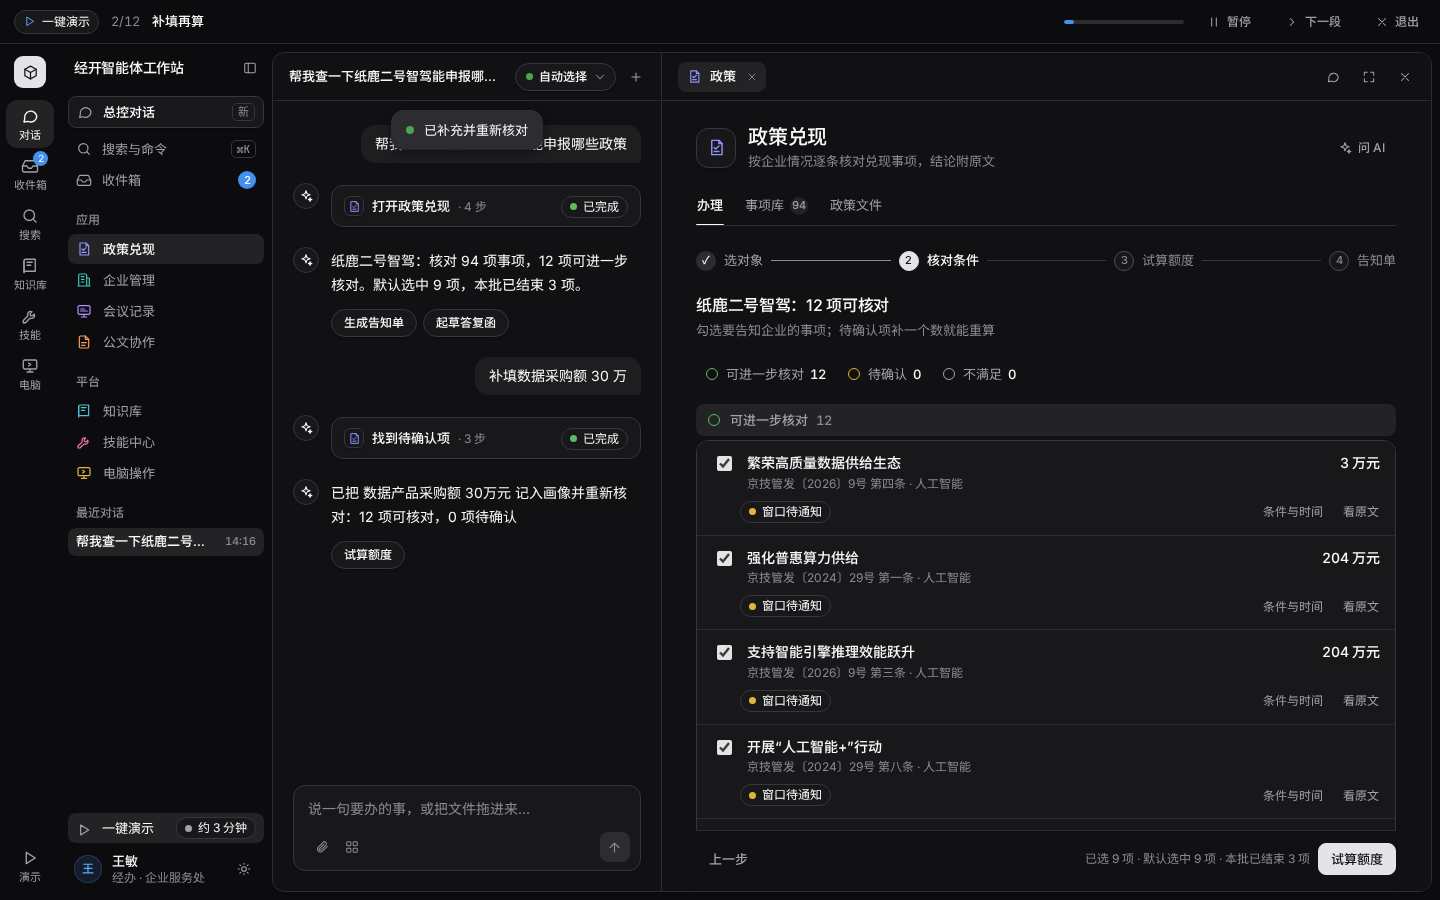 一键演示 2/12 补填再算
暂停 下一段 退出
对话
2
收件箱
搜索
知识库
技能
电脑
演示
经开智能体工作站
总控对话 新
搜索与命令 ⌘K
收件箱 2
应用
政策兑现
企业管理
会议记录
公文协作
平台
知识库
技能中心
电脑操作
最近对话
帮我查一下纸鹿二号... 14:16
一键演示 约 3 分钟
王 王敏
经办 · 企业服务处
帮我查一下纸鹿二号智驾能申报哪... 自动选择
已补充并重新核对
帮 申报哪些政策
打开政策兑现 · 4 步 已完成
纸鹿二号智驾：核对 94 项事项，12 项可进一步
核对。默认选中 9 项，本批已结束 3 项。
生成告知单 起草答复函
补填数据采购额 30 万
找到待确认项 · 3 步 已完成
已把 数据产品采购额 30万元 记入画像并重新核
对：12 项可核对，0 项待确认
试算额度
说一句要办的事，或把文件拖进来...
政策
政策兑现
按企业情况逐条核对兑现事项，结论附原文
问 AI
办理 事项库 94 政策文件
✓ 选对象 2 核对条件 3 试算额度 4 告知单
纸鹿二号智驾：12 项可核对
勾选要告知企业的事项；待确认项补一个数就能重算
可进一步核对 12 待确认 0 不满足 0
可进一步核对 12
繁荣高质量数据供给生态 3 万元
京技管发〔2026〕9号 第四条 · 人工智能
窗口待通知 条件与时间 看原文
强化普惠算力供给 204 万元
京技管发〔2024〕29号 第一条 · 人工智能
窗口待通知 条件与时间 看原文
支持智能引擎推理效能跃升 204 万元
京技管发〔2026〕9号 第三条 · 人工智能
窗口待通知 条件与时间 看原文
开展“人工智能+”行动
京技管发〔2024〕29号 第八条 · 人工智能
窗口待通知 条件与时间 看原文
上一步 已选 9 项 · 默认选中 9 项 · 本批已结束 3 项 试算额度